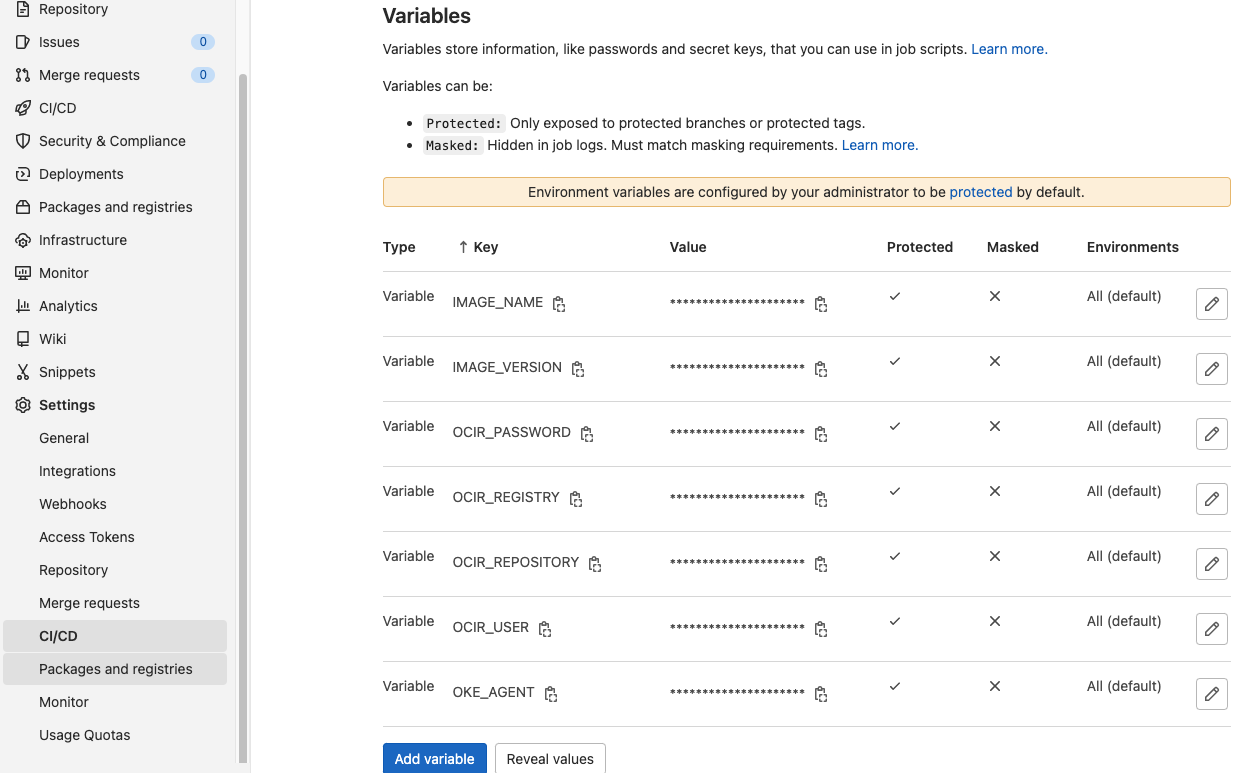 Repository
Issues 0
Merge requests 0
CI/CD
Security & Compliance
Deployments
Packages and registries
Infrastructure
Monitor
Analytics
Wiki
Snippets
Settings
General
Integrations
Webhooks
Access Tokens
Repository
Merge requests
CI/CD
Packages and registries
Monitor
Usage Quotas
Variables
Variables store information, like passwords and secret keys, that you can use in job scripts. Learn more.
Variables can be:
• Protected: Only exposed to protected branches or protected tags.
• Masked: Hidden in job logs. Must match masking requirements. Learn more.
Environment variables are configured by your administrator to be protected by default.
Type ↑ Key Value Protected Masked Environments
Variable IMAGE_NAME ********************* ✓ ✕ All (default)
Variable IMAGE_VERSION ********************* ✓ ✕ All (default)
Variable OCIR_PASSWORD ********************* ✓ ✕ All (default)
Variable OCIR_REGISTRY ********************* ✓ ✕ All (default)
Variable OCIR_REPOSITORY ********************* ✓ ✕ All (default)
Variable OCIR_USER ********************* ✓ ✕ All (default)
Variable OKE_AGENT ********************* ✓ ✕ All (default)
Add variable Reveal values